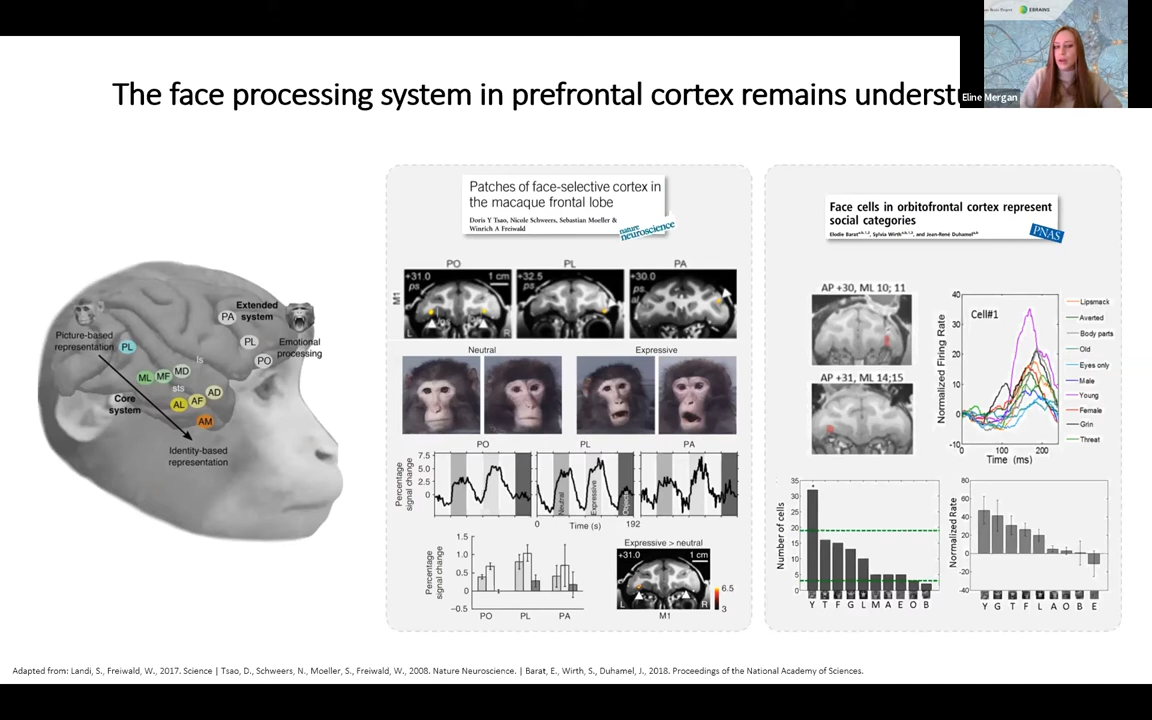 EBRAINS
Eline Mergan
The face processing system in prefrontal cortex remains underst
Extended
system
PA
Picture-based
representation
PL
PL
Emotional
processing
PO
ls
ML
MF
MD
sts
AD
Core
system
AL
AF
AM
Identity-based
representation
Patches of face-selective cortex in
the macaque frontal lobe
Doris Y Tsao, Nicole Schweers, Sebastian Moeller &
Winrich A Freiwald
nature
neuroscience
PO
PL
PA
M1
+31.0
1 cm
+32.5
+30.0
ps
ps
ps
al
L
R
Neutral
Expressive
PO
PL
PA
Percentage
signal change
7.5
5.0
2.5
0
Neutral
Expressive
Objects
0
Time (s)
192
Percentage
signal change
1.5
1.0
0.5
0
−0.5
PO
PL
PA
Expressive > neutral
+31.0
1 cm
L
R
6.5
3
M1
Face cells in orbitofrontal cortex represent
social categories
Elodie Barat, Sylvia Wirth, and Jean-René Duhamel
PNAS
AP +30, ML 10; 11
AP +31, ML 14;15
Normalized Firing Rate
40
30
20
10
0
-10
Cell#1
0
100
200
Time (ms)
Lipsmack
Averted
Body parts
Old
Eyes only
Male
Young
Female
Grin
Threat
Number of cells
35
30
25
20
15
10
5
0
Y T F G L M A E O B
Normalized Rate
80
60
40
20
0
-20
-40
Y G T F L A O B E
Adapted from: Landi, S., Freiwald, W., 2017. Science | Tsao, D., Schweers, N., Moeller, S., Freiwald, W., 2008. Nature Neuroscience. | Barat, E., Wirth, S., Duhamel, J., 2018. Proceedings of the National Academy of Sciences.